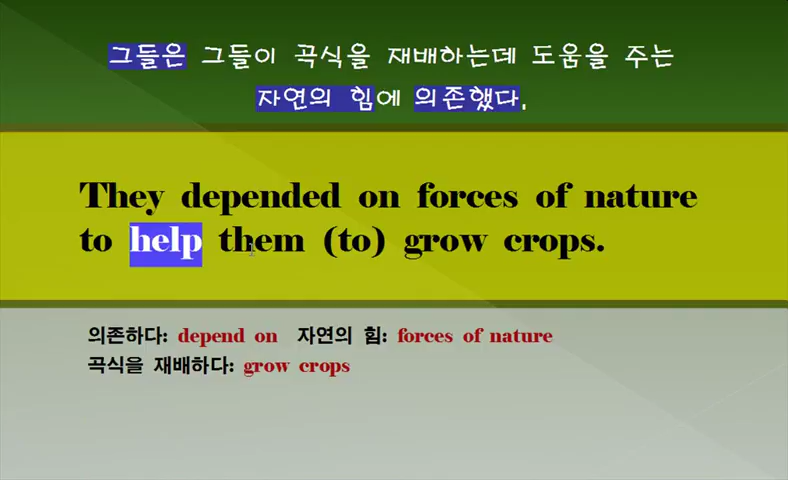 그들은 그들이 곡식을 재배하는데 도움을 주는
자연의 힘에 의존했다.
They depended on forces of nature
to help them (to) grow crops.
의존하다: depend on 자연의 힘: forces of nature
곡식을 재배하다: grow crops